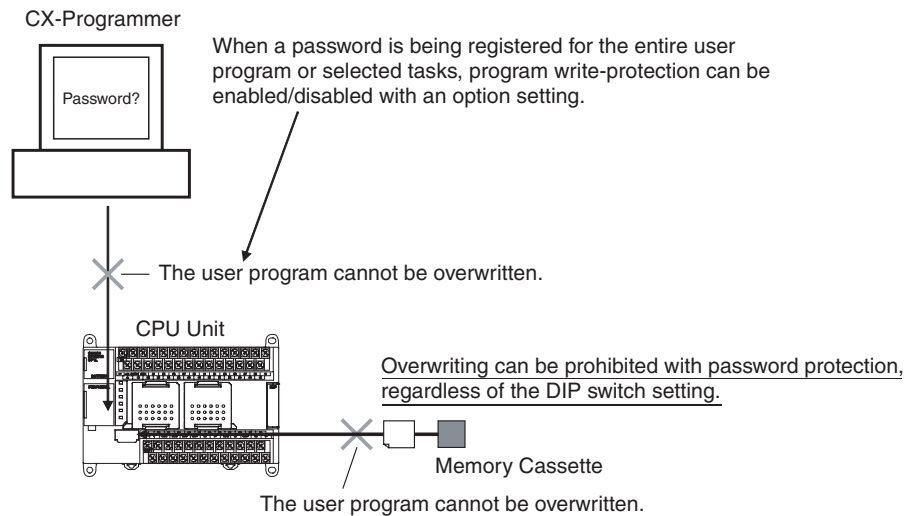 CX-Programmer
When a password is being registered for the entire user
program or selected tasks, program write-protection can be
enabled/disabled with an option setting.
Password?
The user program cannot be overwritten.
CPU Unit
Overwriting can be prohibited with password protection,
regardless of the DIP switch setting.
Memory Cassette
The user program cannot be overwritten.